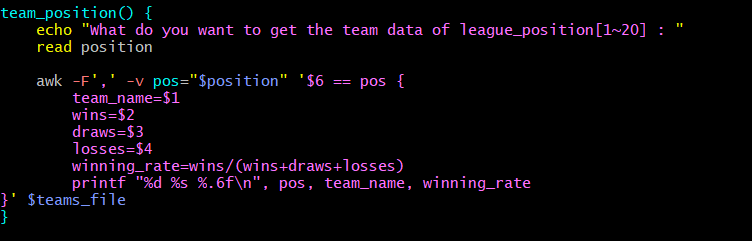 team_position() {
    echo "What do you want to get the team data of league_position[1~20] : "
    read position

    awk -F',' -v pos="$position" '$6 == pos {
        team_name=$1
        wins=$2
        draws=$3
        losses=$4
        winning_rate=wins/(wins+draws+losses)
        printf "%d %s %.6f\n", pos, team_name, winning_rate
}' $teams_file
}